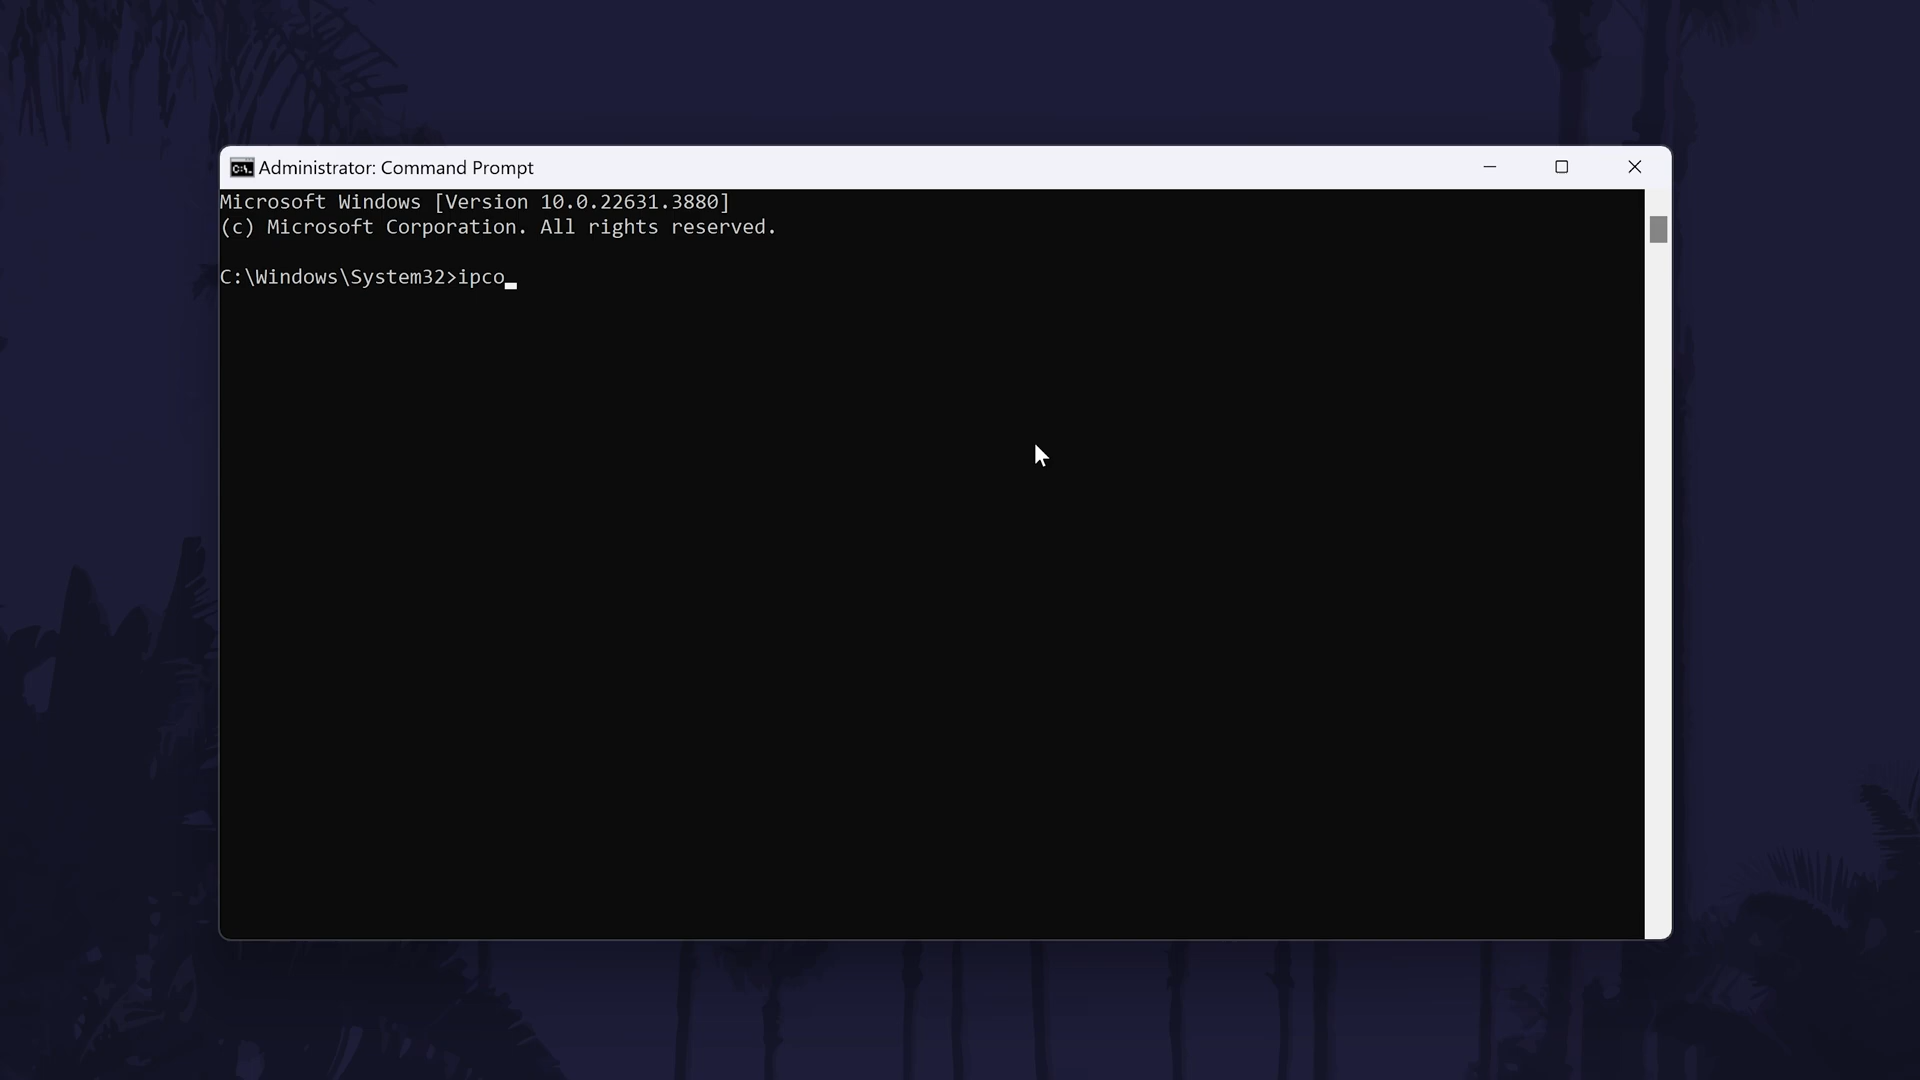 Administrator: Command Prompt
Microsoft Windows [Version 10.0.22631.3880]
(c) Microsoft Corporation. All rights reserved.
C:\Windows\System32>ipco